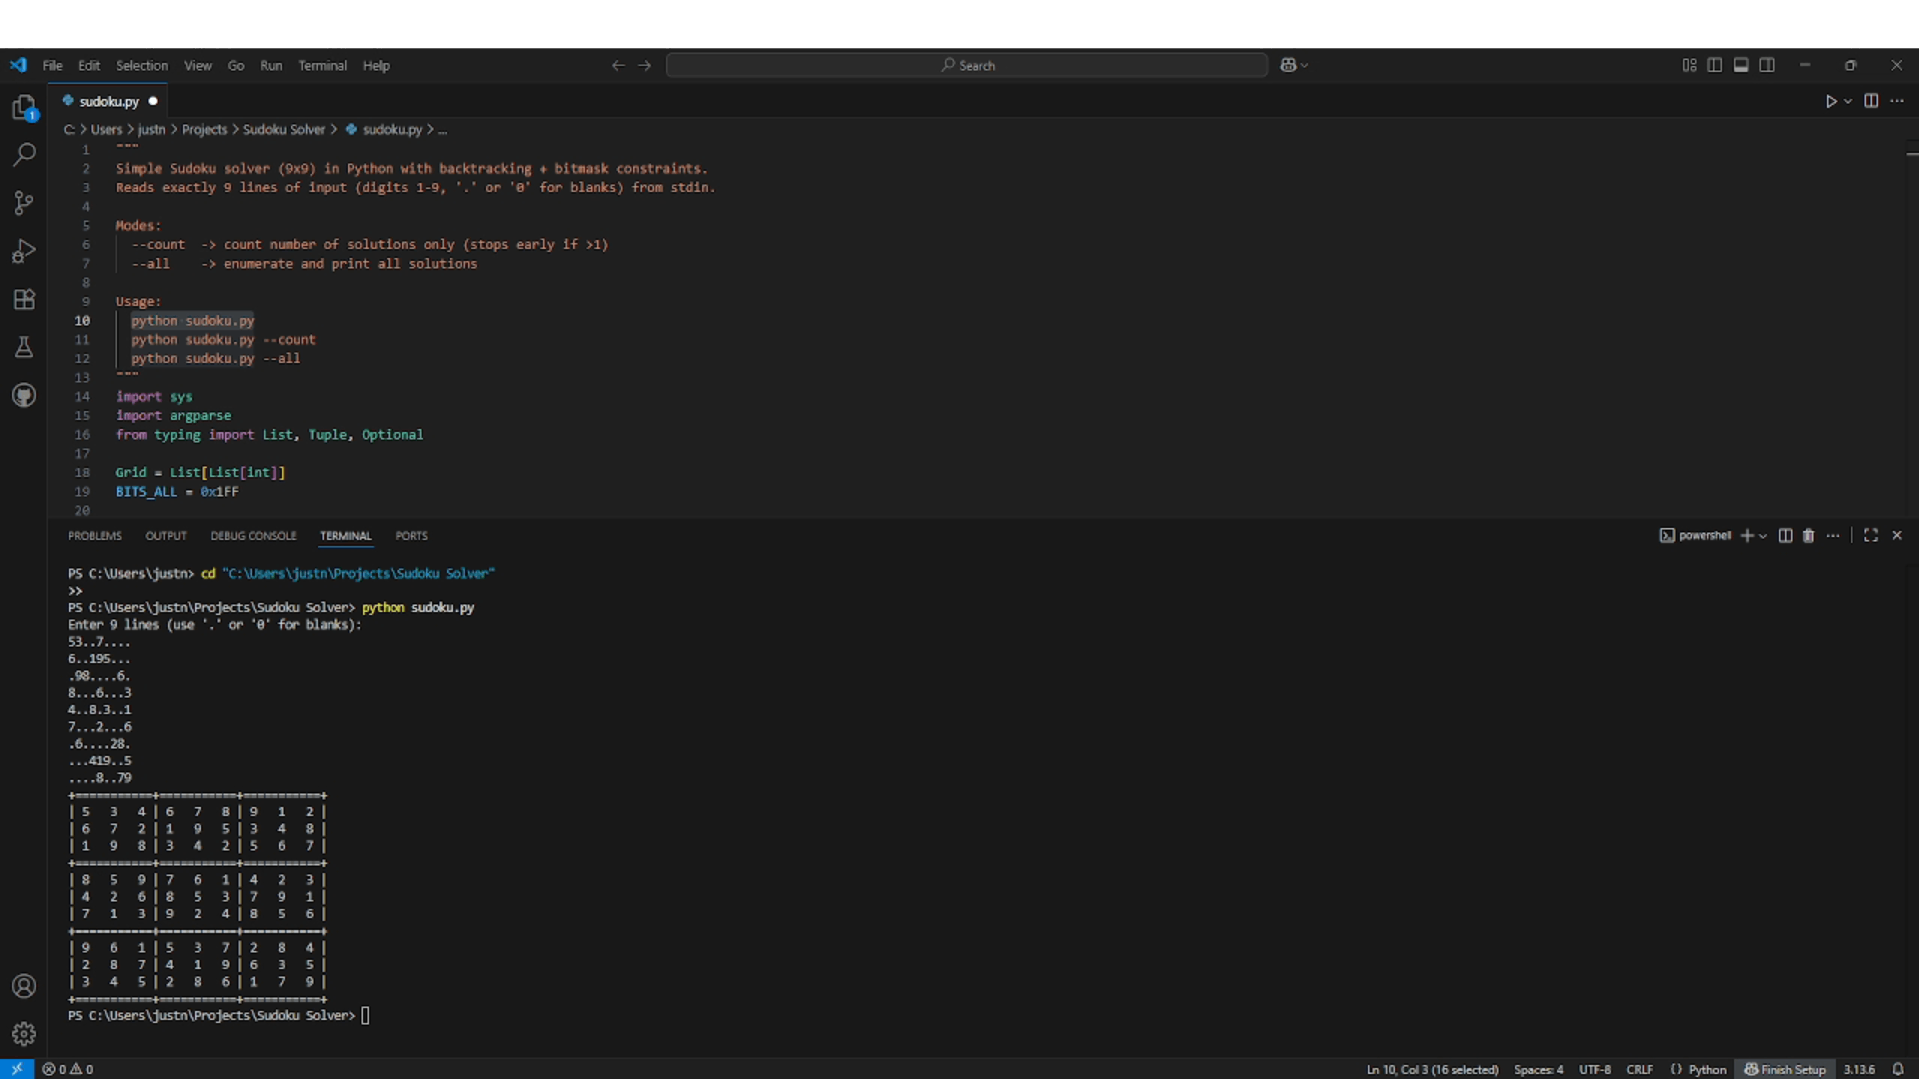 File Edit Selection View Go Run Terminal Help
Search
sudoku.py
C: > Users > justn > Projects > Sudoku Solver > sudoku.py > ...
1 """
2 Simple Sudoku solver (9x9) in Python with backtracking + bitmask constraints.
3 Reads exactly 9 lines of input (digits 1-9, '.' or '0' for blanks) from stdin.
4
5 Modes:
6 --count -> count number of solutions only (stops early if >1)
7 --all -> enumerate and print all solutions
8
9 Usage:
10 python sudoku.py
11 python sudoku.py --count
12 python sudoku.py --all
13 """
14 import sys
15 import argparse
16 from typing import List, Tuple, Optional
17
18 Grid = List[List[int]]
19 BITS_ALL = 0x1FF
20
1
PROBLEMS OUTPUT DEBUG CONSOLE TERMINAL PORTS
powershell
PS C:\Users\justn> cd "C:\Users\justn\Projects\Sudoku Solver"
>>
PS C:\Users\justn\Projects\Sudoku Solver> python sudoku.py
Enter 9 lines (use '.' or '0' for blanks):
53..7....
6..195...
.98....6.
8...6...3
4..8.3..1
7...2...6
.6....28.
...419..5
....8..79
+===========+===========+===========+
| 5 3 4 | 6 7 8 | 9 1 2 |
| 6 7 2 | 1 9 5 | 3 4 8 |
| 1 9 8 | 3 4 2 | 5 6 7 |
+===========+===========+===========+
| 8 5 9 | 7 6 1 | 4 2 3 |
| 4 2 6 | 8 5 3 | 7 9 1 |
| 7 1 3 | 9 2 4 | 8 5 6 |
+===========+===========+===========+
| 9 6 1 | 5 3 7 | 2 8 4 |
| 2 8 7 | 4 1 9 | 6 3 5 |
| 3 4 5 | 2 8 6 | 1 7 9 |
+===========+===========+===========+
PS C:\Users\justn\Projects\Sudoku Solver>
0 0 Ln 10, Col 3 (16 selected) Spaces: 4 UTF-8 CRLF {} Python Finish Setup 3.13.6